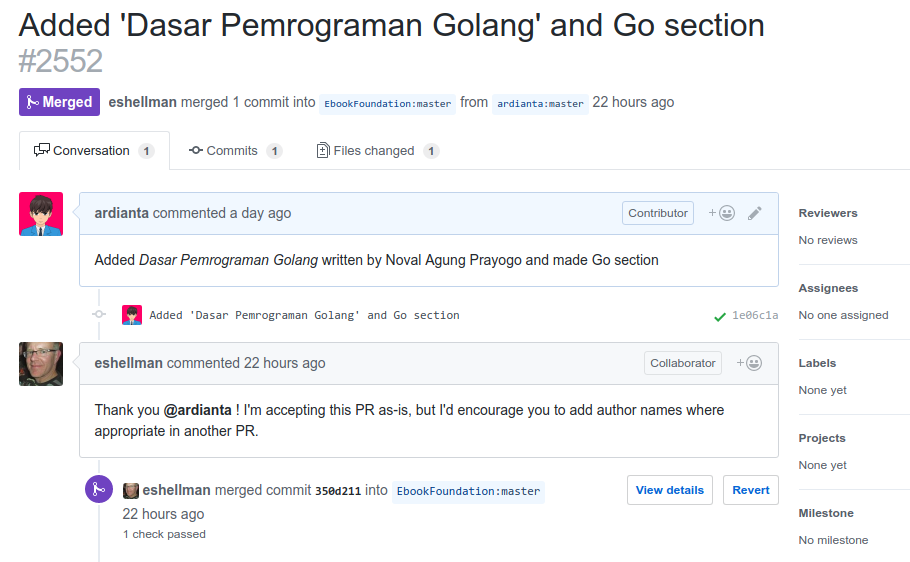 Added 'Dasar Pemrograman Golang' and Go section
#2552
Merged eshellman merged 1 commit into EbookFoundation:master from ardianta:master 22 hours ago
Conversation 1 Commits 1 Files changed 1
ardianta commented a day ago Contributor +
Added Dasar Pemrograman Golang written by Noval Agung Prayogo and made Go section
Added 'Dasar Pemrograman Golang' and Go section 1e06c1a
eshellman commented 22 hours ago Collaborator +
Thank you @ardianta ! I'm accepting this PR as-is, but I'd encourage you to add author names where
appropriate in another PR.
eshellman merged commit 350d211 into EbookFoundation:master View details Revert
22 hours ago
1 check passed
Reviewers
No reviews
Assignees
No one assigned
Labels
None yet
Projects
None yet
Milestone
No milestone